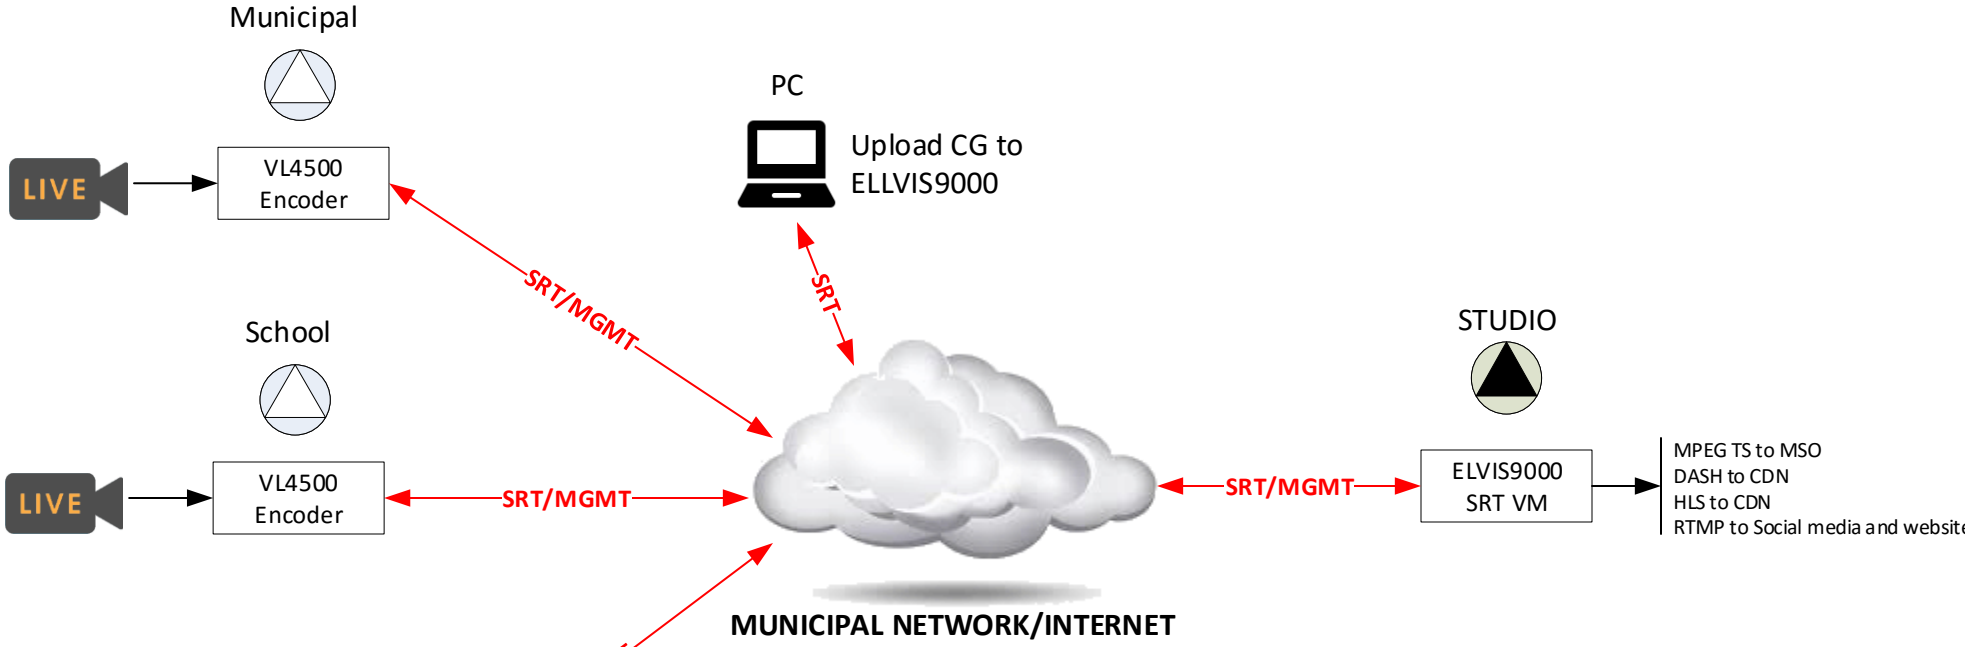 Municipal
LIVE
VL4500
Encoder
PC
Upload CG to
ELLVIS9000
SRT/MGMT
SRT
School
LIVE
VL4500
Encoder
SRT/MGMT
MUNICIPAL NETWORK/INTERNET
SRT/MGMT
STUDIO
ELVIS9000
SRT VM
MPEG TS to MSO
DASH to CDN
HLS to CDN
RTMP to Social media and website